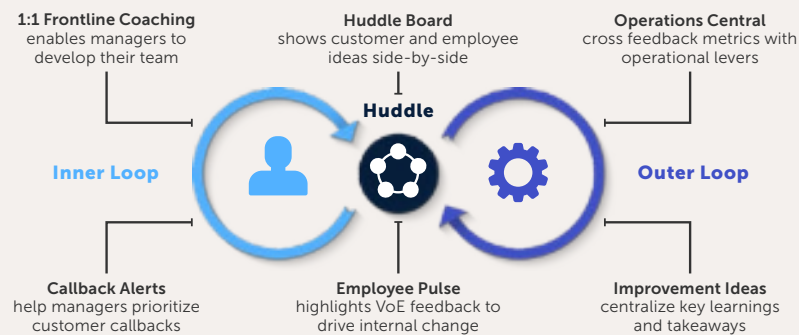 1:1 Frontline Coaching
enables managers to
develop their team
Huddle Board
shows customer and employee
ideas side-by-side
Operations Central
cross feedback metrics with
operational levers
Huddle
Inner Loop
Outer Loop
Callback Alerts
help managers prioritize
customer callbacks
Employee Pulse
highlights VoE feedback to
drive internal change
Improvement Ideas
centralize key learnings
and takeaways